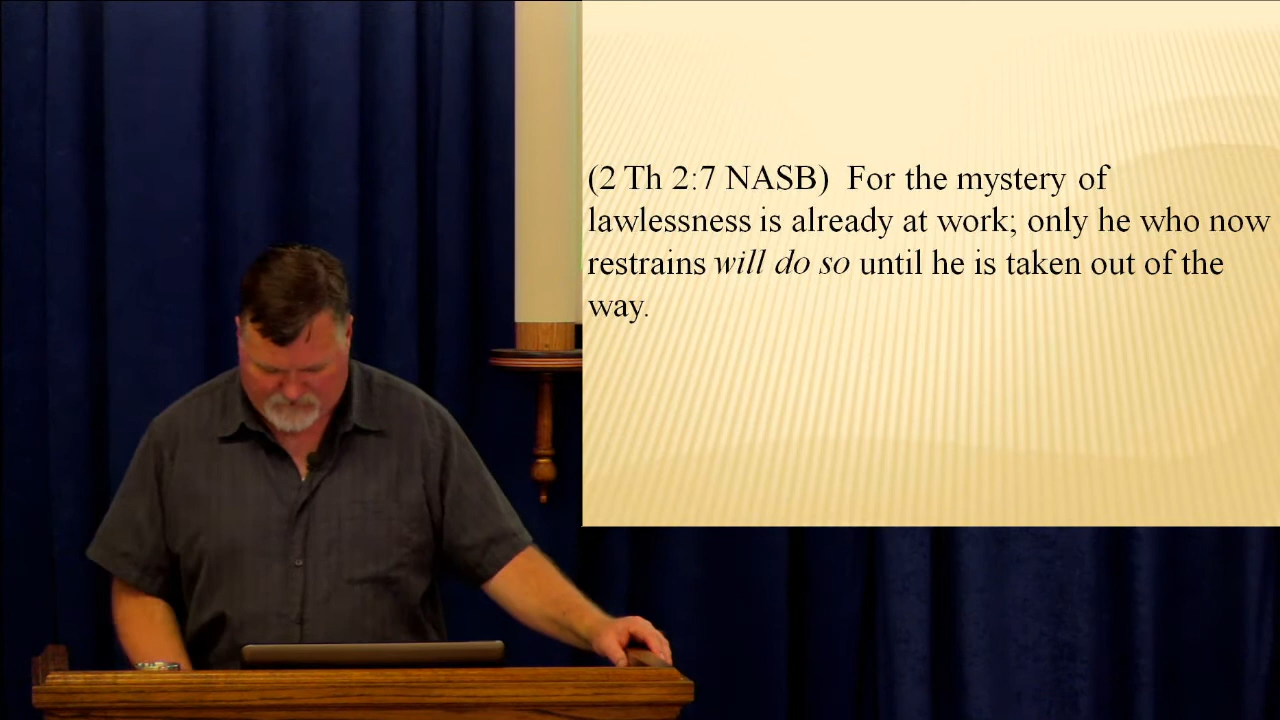 (2 Th 2:7 NASB)  For the mystery of
lawlessness is already at work; only he who now
restrains will do so until he is taken out of the
way.